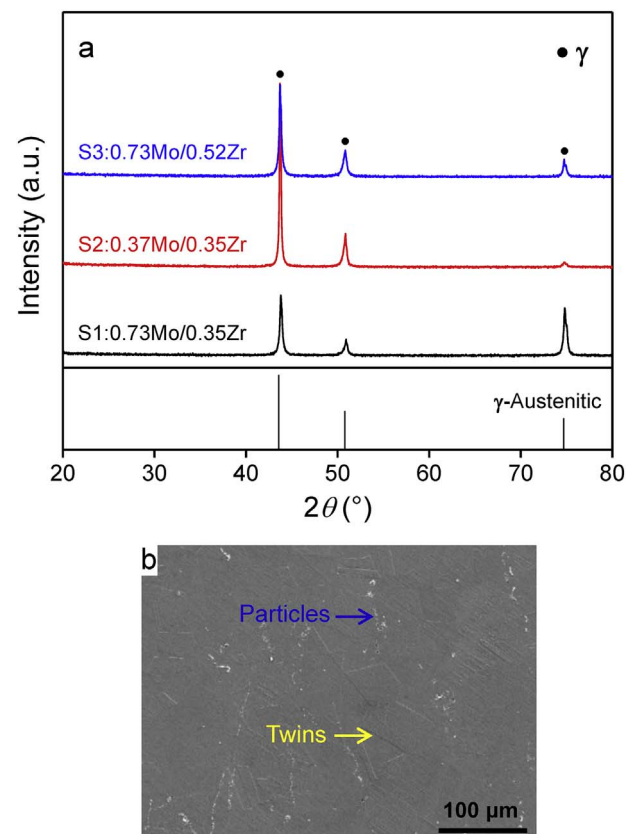 a
● γ
S3:0.73Mo/0.52Zr
S2:0.37Mo/0.35Zr
S1:0.73Mo/0.35Zr
γ-Austenitic
Intensity (a.u.)
20 30 40 50 60 70 80
2θ (°)
b
Particles
Twins
100 μm